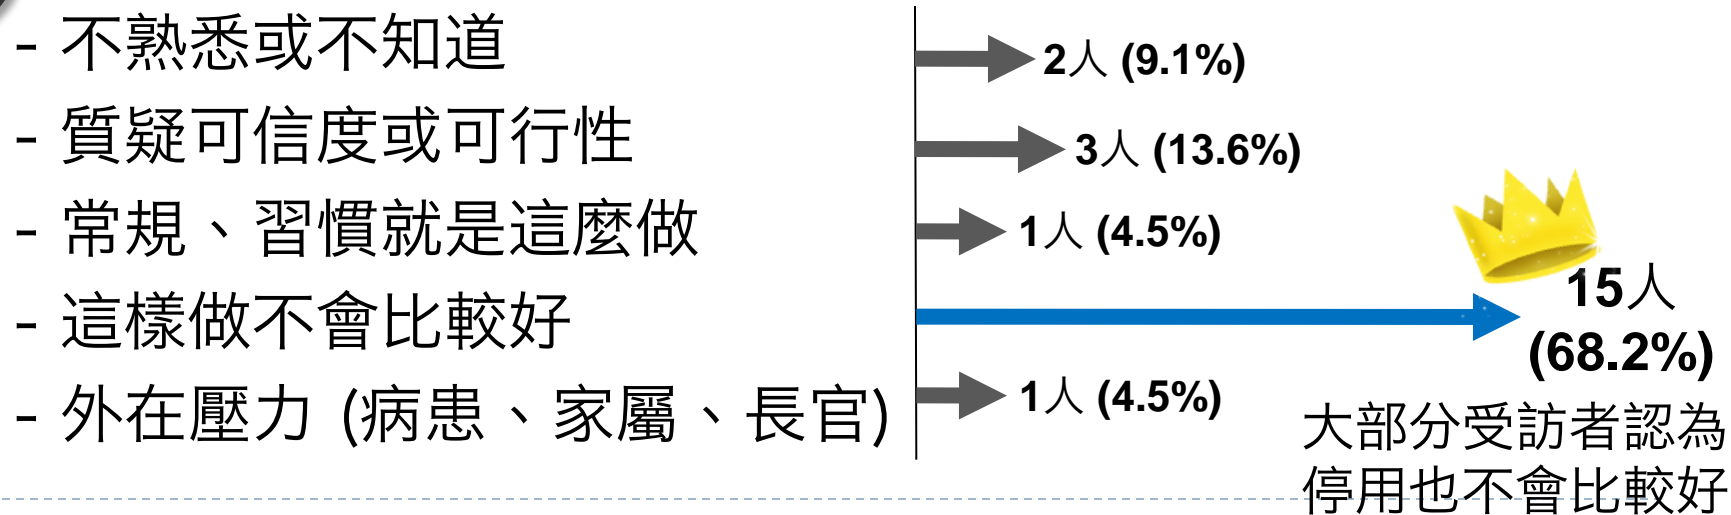 - 不熟悉或不知道
2人 (9.1%)
- 質疑可信度或可行性
3人 (13.6%)
- 常規、習慣就是這麼做
1人 (4.5%)
- 這樣做不會比較好
15人
(68.2%)
- 外在壓力 (病患、家屬、長官)
1人 (4.5%)
大部分受訪者認為
停用也不會比較好